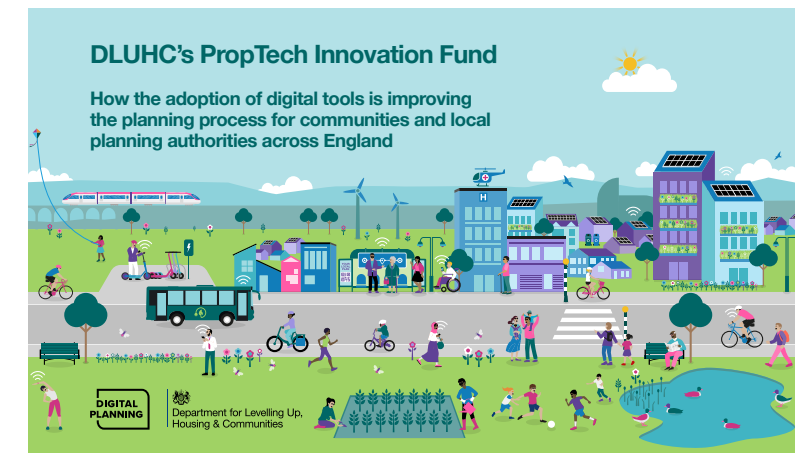 DLUHC's PropTech Innovation Fund
How the adoption of digital tools is improving
the planning process for communities and local
planning authorities across England
H
DIGITAL
PLANNING
Department for Levelling Up,
Housing & Communities